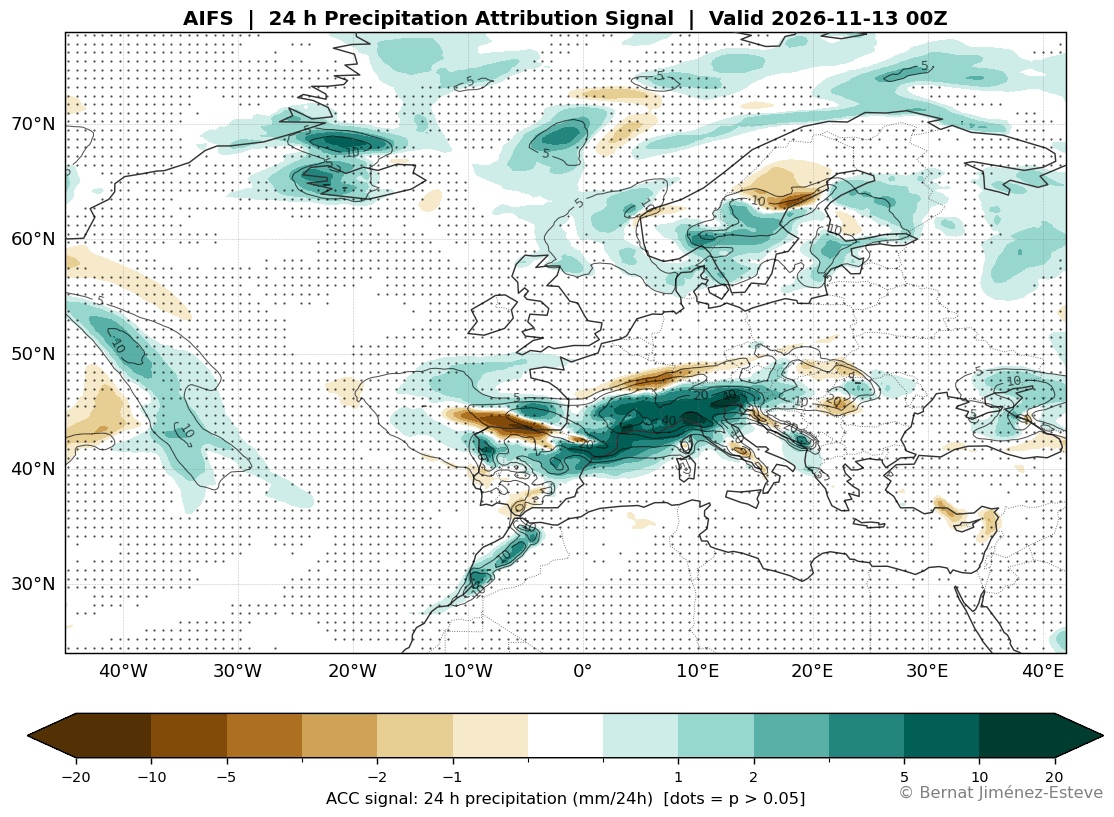 AIFS | 24 h Precipitation Attribution Signal | Valid 2026-11-13 00Z
70°N
60°N
50°N
40°N
30°N
40°W 30°W 20°W 10°W 0° 10°E 20°E 30°E 40°E
−20 −10 −5 −2 −1 1 2 5 10 20
ACC signal: 24 h precipitation (mm/24h) [dots = p > 0.05]
© Bernat Jiménez-Esteve